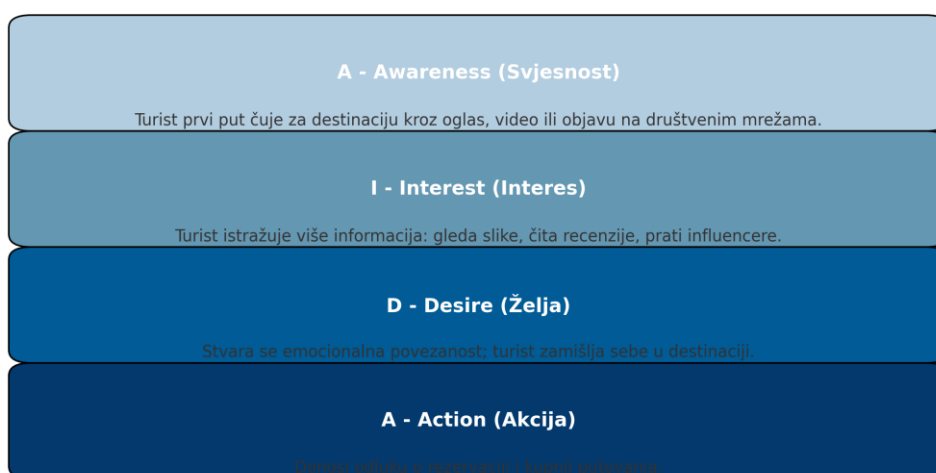 A - Awareness (Svjesnost)
Turist prvi put čuje za destinaciju kroz oglas, video ili objavu na društvenim mrežama.
I - Interest (Interes)
Turist istražuje više informacija: gleda slike, čita recenzije, prati influencere.
D - Desire (Želja)
Stvara se emocionalna povezanost; turist zamišlja sebe u destinaciji.
A - Action (Akcija)